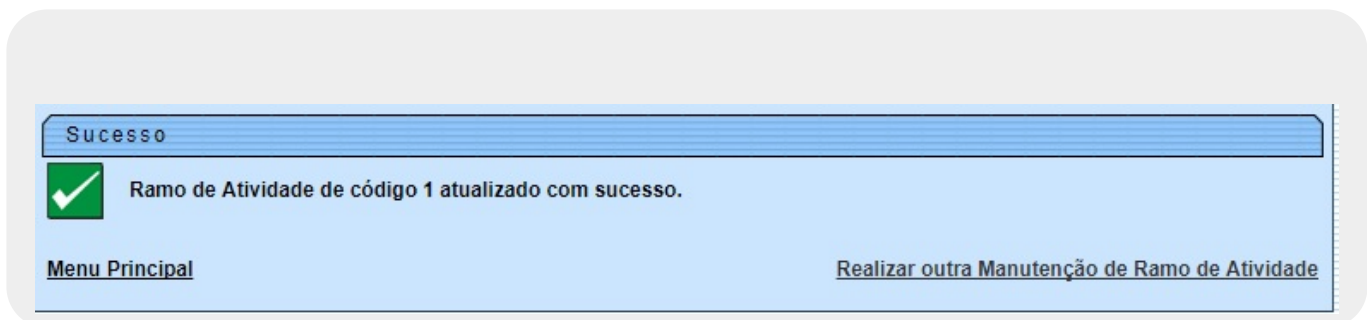 Sucesso
Ramo de Atividade de código 1 atualizado com sucesso.
Menu Principal
Realizar outra Manutenção de Ramo de Atividade